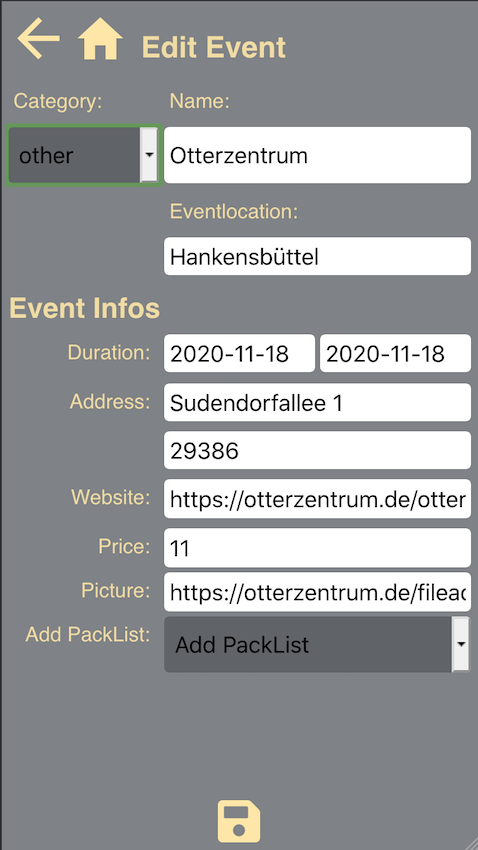 Edit Event
Category: Name:
other Otterzentrum
Eventlocation:
Hankensbüttel
Event Infos
Duration: 2020-11-18 2020-11-18
Address: Sudendorfallee 1
29386
Website: https://otterzentrum.de/otter
Price: 11
Picture: https://otterzentrum.de/fileac
Add PackList: Add PackList